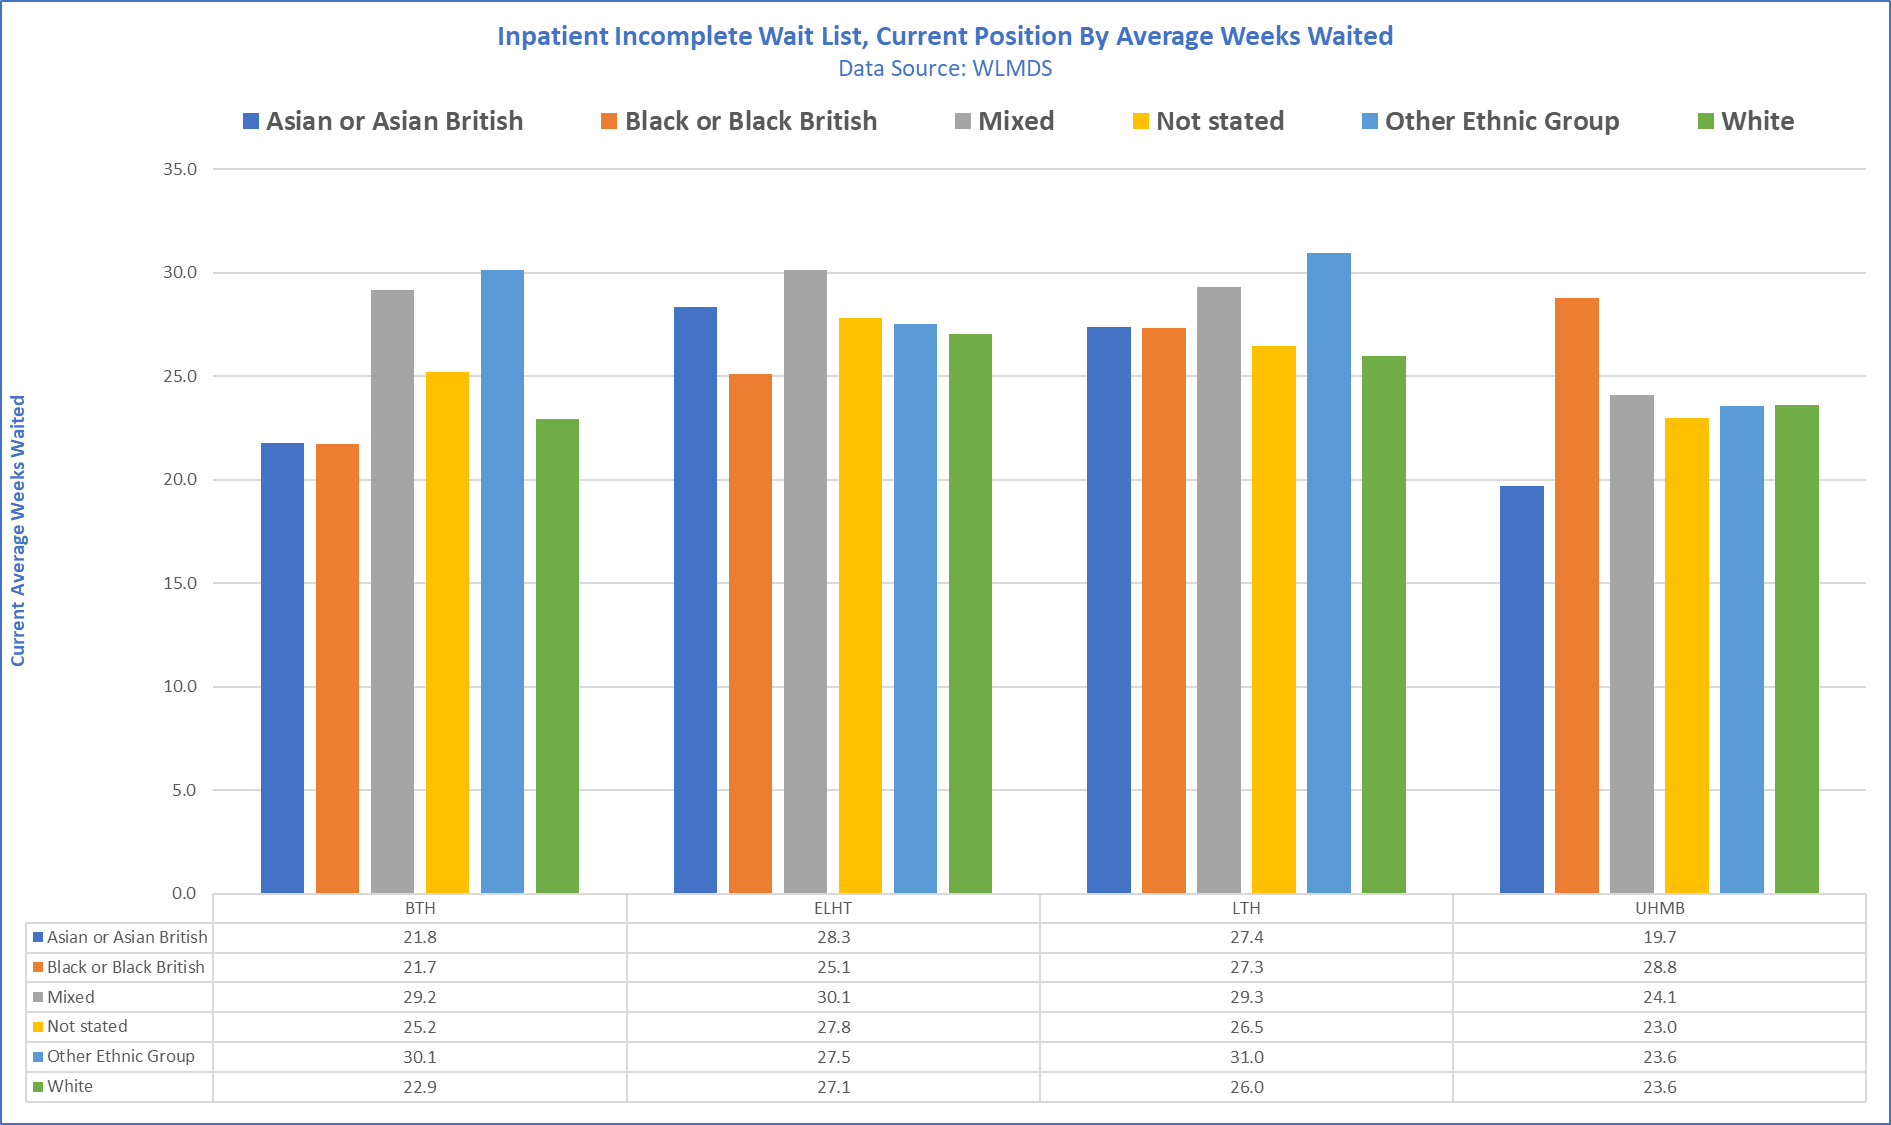 Inpatient Incomplete Wait List, Current Position By Average Weeks Waited
Data Source: WLMDS
Asian or Asian British Black or Black British Mixed Not stated Other Ethnic Group White
Current Average Weeks Waited
35.0
30.0
25.0
20.0
15.0
10.0
5.0
0.0
BTH ELHT LTH UHMB
Asian or Asian British 21.8 28.3 27.4 19.7
Black or Black British 21.7 25.1 27.3 28.8
Mixed 29.2 30.1 29.3 24.1
Not stated 25.2 27.8 26.5 23.0
Other Ethnic Group 30.1 27.5 31.0 23.6
White 22.9 27.1 26.0 23.6